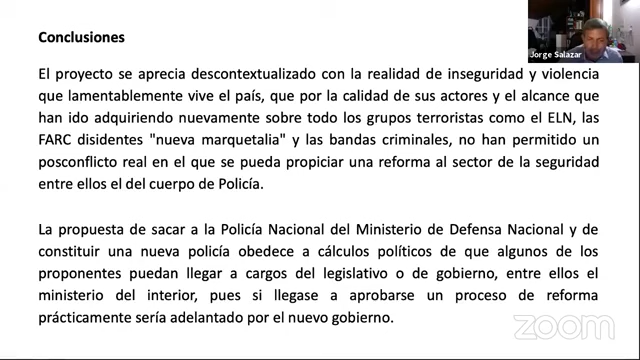 Jorge Salazar
Conclusiones
El proyecto se aprecia descontextualizado con la realidad de inseguridad y violencia
que lamentablemente vive el país, que por la calidad de sus actores y el alcance que
han ido adquiriendo nuevamente sobre todo los grupos terroristas como el ELN, las
FARC disidentes "nueva marquetalia" y las bandas criminales, no han permitido un
posconflicto real en el que se pueda propiciar una reforma al sector de la seguridad
entre ellos el del cuerpo de Policía.
La propuesta de sacar a la Policía Nacional del Ministerio de Defensa Nacional y de
constituir una nueva policía obedece a cálculos políticos de que algunos de los
proponentes puedan llegar a cargos del legislativo o de gobierno, entre ellos el
ministerio del interior, pues si llegase a aprobarse un proceso de reforma
prácticamente sería adelantado por el nuevo gobierno.
zoom